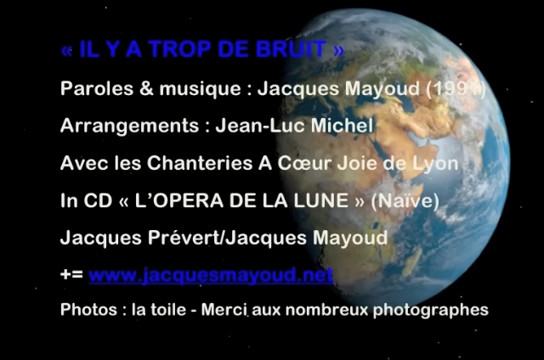 « IL Y A TROP DE BRUIT »
Paroles & musique : Jacques Mayoud (1991)
Arrangements : Jean-Luc Michel
Avec les Chanteries A Cœur Joie de Lyon
In CD « L'OPERA DE LA LUNE » (Naïve)
Jacques Prévert/Jacques Mayoud
+= www.jacquesmayoud.net
Photos : la toile - Merci aux nombreux photographes